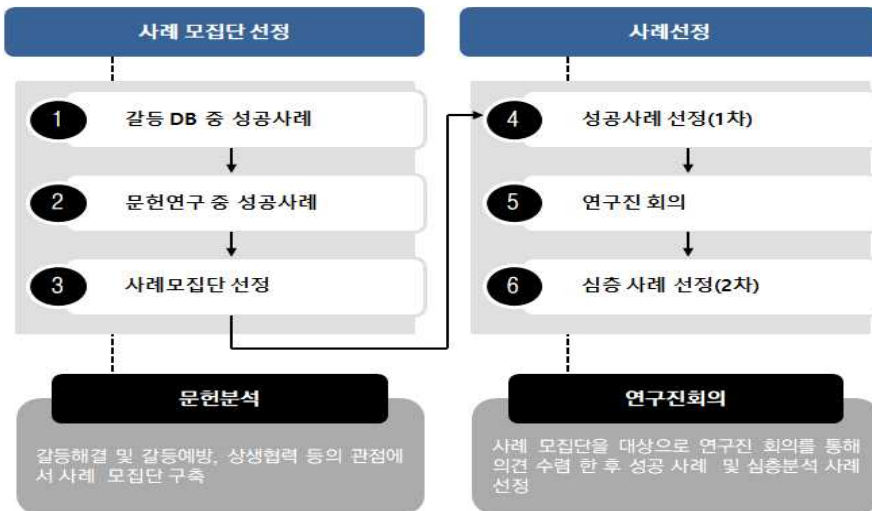 사례 모집단 선정
1 갈등 DB 중 성공사례
2 문헌연구 중 성공사례
3 사례모집단 선정
문헌분석
갈등해결 및 갈등예방, 상생협력 등의 관점에
서 사례 모집단 구축
사례선정
4 성공사례 선정(1차)
5 연구진 회의
6 심층 사례 선정(2차)
연구진회의
사례 모집단을 대상으로 연구진 회의를 통해
의견 수렴 한 후 성공 사례 및 심층분석 사례
선정